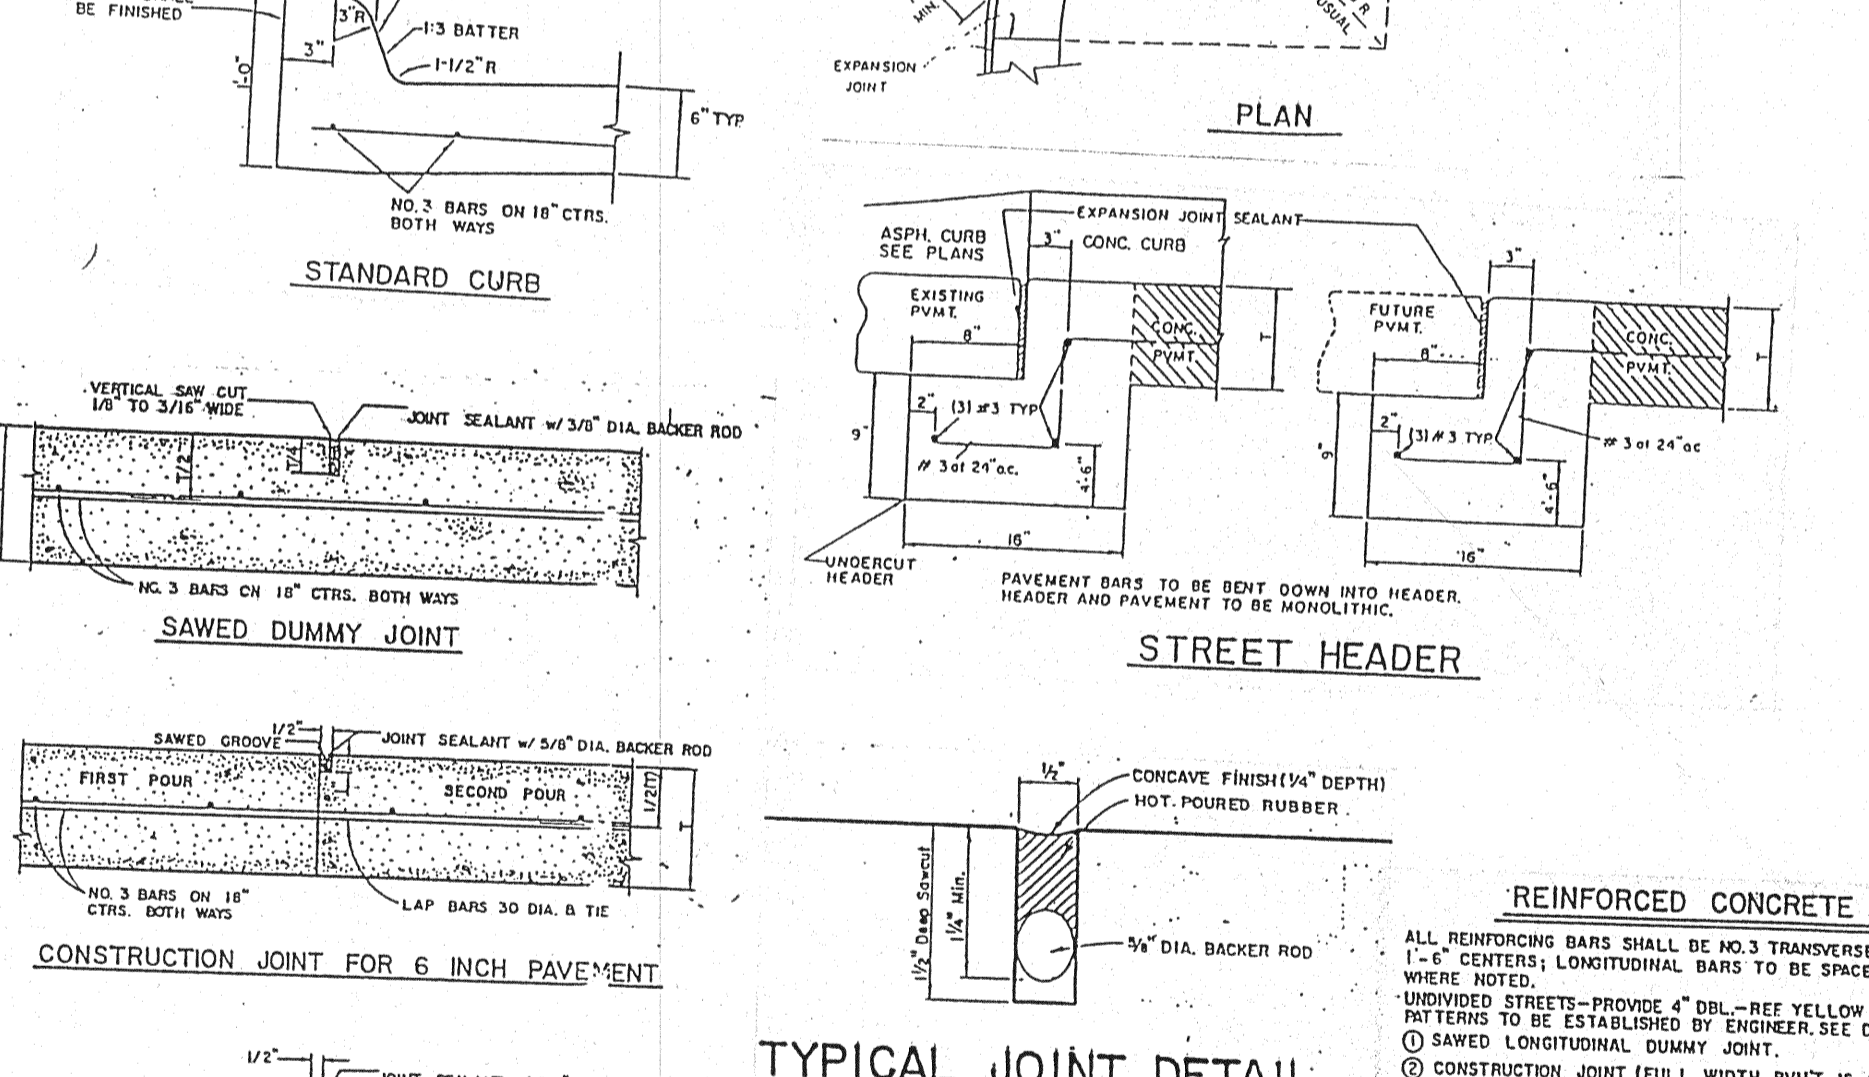 BE FINISHED
3"R
1:3 BATTER
3"
1-1/2" R
1'-0"
6" TYP.
NO. 3 BARS ON 18" CTRS.
BOTH WAYS
STANDARD CURB
MIN.
R
USUAL
EXPANSION
JOINT
PLAN
EXPANSION JOINT SEALANT
ASPH. CURB
SEE PLANS
3"
CONC. CURB
3"
EXISTING
PVMT.
8"
CONC.
PVMT.
T
FUTURE
PVMT.
8"
CONC.
PVMT.
T
2"
(3) #3 TYP
9"
# 3 at 24" o.c.
4'-6"
16"
2"
(3) # 3 TYP.
# 3 at 24" oc
9"
4'-6"
16"
UNDERCUT
HEADER
PAVEMENT BARS TO BE BENT DOWN INTO HEADER.
HEADER AND PAVEMENT TO BE MONOLITHIC.
STREET HEADER
VERTICAL SAW CUT
1/8" TO 3/16" WIDE
JOINT SEALANT w/ 3/8" DIA. BACKER ROD
T/4
T/2
NO. 3 BARS ON 18" CTRS. BOTH WAYS
SAWED DUMMY JOINT
1/2"
SAWED GROOVE
JOINT SEALANT w/ 5/8" DIA. BACKER ROD
FIRST POUR
SECOND POUR
1/2(T)
T
NO. 3 BARS ON 18"
CTRS. BOTH WAYS
LAP BARS 30 DIA. & TIE
CONSTRUCTION JOINT FOR 6 INCH PAVEMENT
1/2"
1/2"
CONCAVE FINISH (1/4" DEPTH)
HOT-POURED RUBBER
1 1/2" Deep Sawcut
1 1/4" Min.
5/8" DIA. BACKER ROD
TYPICAL JOINT DETAIL
REINFORCED CONCRETE
ALL REINFORCING BARS SHALL BE NO.3 TRANSVERSE
1'-6" CENTERS; LONGITUDINAL BARS TO BE SPACE
WHERE NOTED.
UNDIVIDED STREETS-PROVIDE 4" DBL.-REF YELLOW
PATTERNS TO BE ESTABLISHED BY ENGINEER. SEE
① SAWED LONGITUDINAL DUMMY JOINT.
② CONSTRUCTION JOINT (FULL WIDTH PVM'T